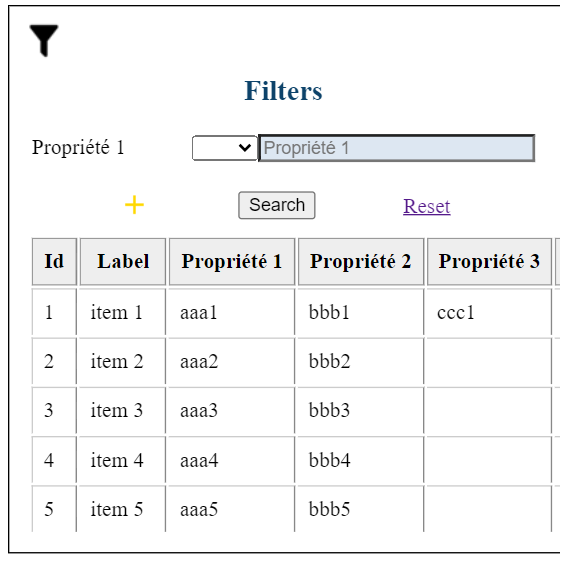 Filters
Propriété 1 Propriété 1
+ Search Reset
Id Label Propriété 1 Propriété 2 Propriété 3
1 item 1 aaa1 bbb1 ccc1
2 item 2 aaa2 bbb2
3 item 3 aaa3 bbb3
4 item 4 aaa4 bbb4
5 item 5 aaa5 bbb5